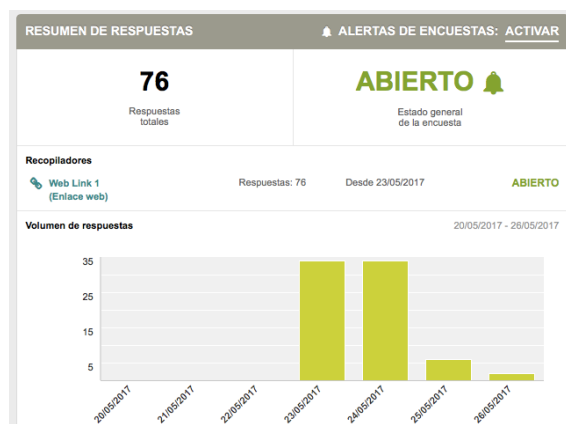 RESUMEN DE RESPUESTAS
ALERTAS DE ENCUESTAS: ACTIVAR
76
Respuestas
totales
ABIERTO
Estado general
de la encuesta
Recopiladores
Web Link 1
(Enlace web)
Respuestas: 76
Desde 23/05/2017
ABIERTO
Volumen de respuestas
20/05/2017 - 26/05/2017
35
25
15
5
20/05/2017
21/05/2017
22/05/2017
23/05/2017
24/05/2017
25/05/2017
26/05/2017